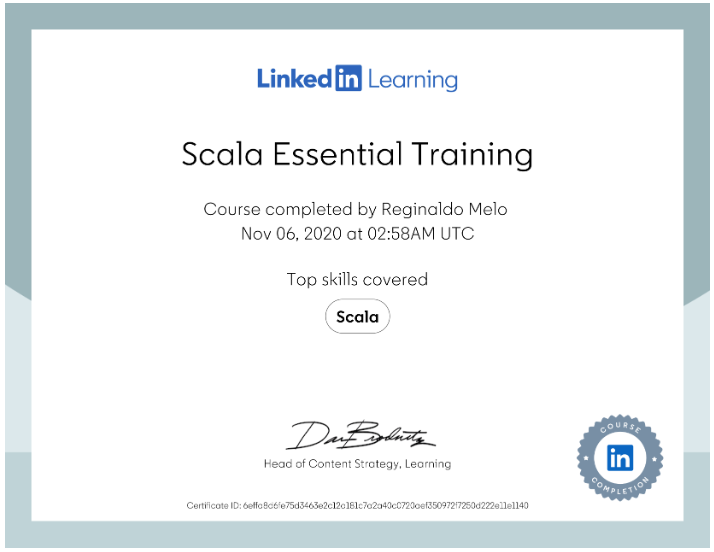 Linked in Learning
Scala Essential Training
Course completed by Reginaldo Melo
Nov 06, 2020 at 02:58AM UTC
Top skills covered
Scala
Head of Content Strategy, Learning
COURSE
in
COMPLETION
Certificate ID: